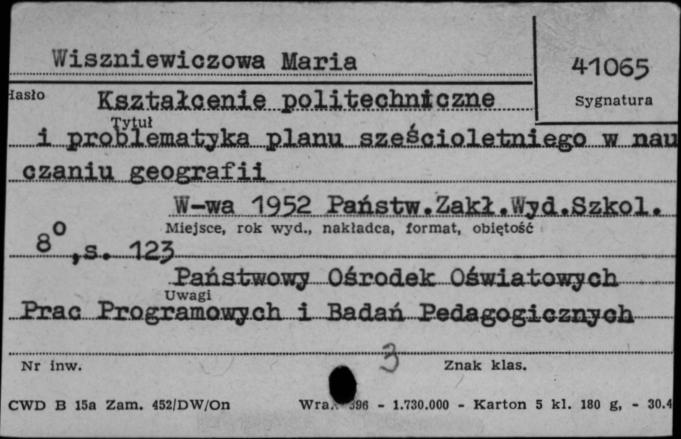 Wiszniewiczowa Maria
41065
Hasło
Sygnatura
Kształcenie politechniczne
Tytuł
i problematyka planu sześcioletniego w nau
czaniu geografii
W-wa 1952 Państw.Zakł.Wyd.Szkol.
Miejsce, rok wyd., nakładca, format, objętość
8⁰,s. 123
Państwowy Ośrodek Oświatowych
Uwagi
Prac Programowych i Badań Pedagogicznych
Nr inw.
3
Znak klas.
CWD B 15a Zam. 452/DW/On
396 - 1.730.000 - Karton 5 kl. 180 g, - 30.4